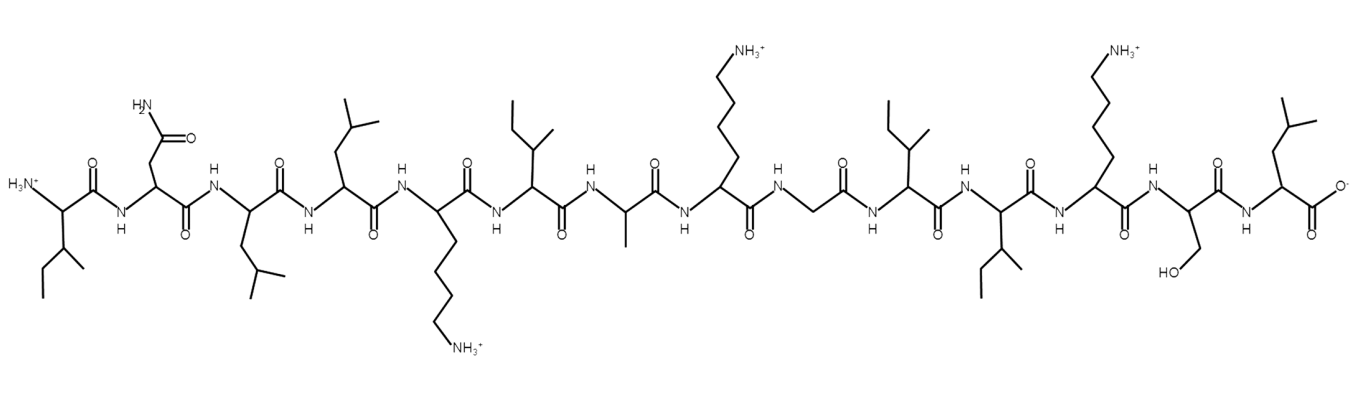 NH₃⁺ NH₃⁺
H₂N
O
O H O H O H O H O H O H O
H₃N⁺ N N N N N N O⁻
N N N N N N N
H O H O H O H O H O H O H O
HO
NH₃⁺